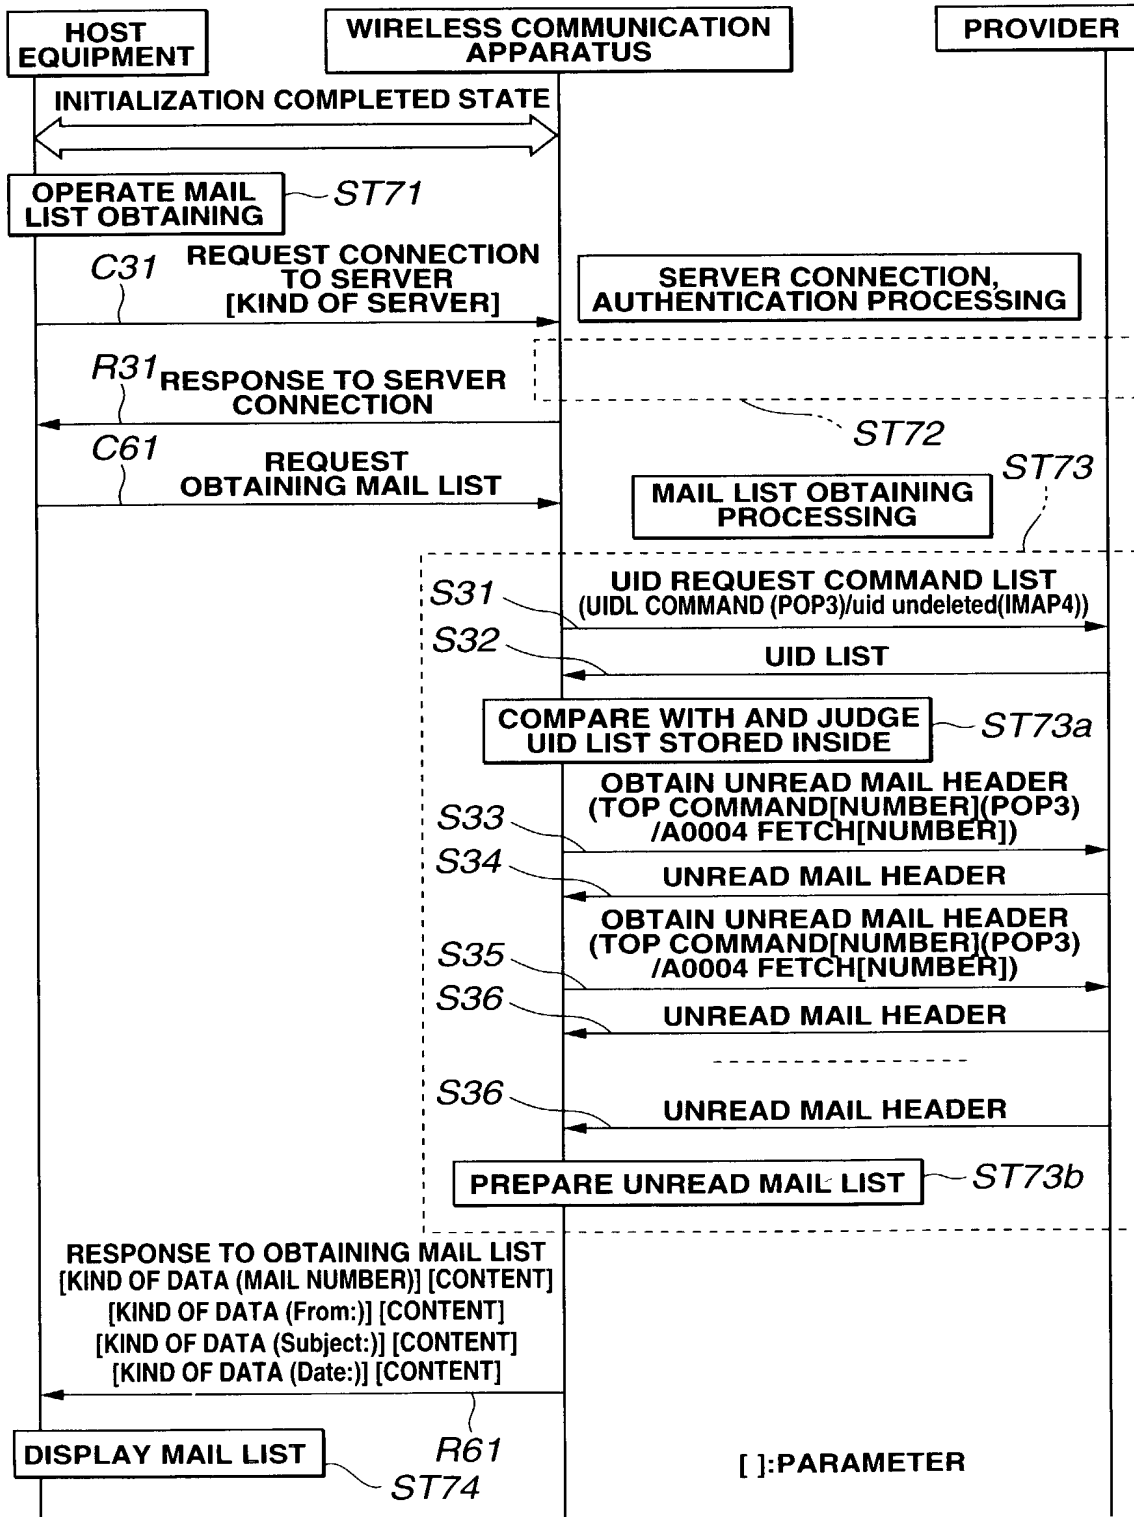 HOST
EQUIPMENT
WIRELESS COMMUNICATION
APPARATUS
PROVIDER
INITIALIZATION COMPLETED STATE
OPERATE MAIL
LIST OBTAINING
ST71
C31
REQUEST CONNECTION
TO SERVER
[KIND OF SERVER]
SERVER CONNECTION,
AUTHENTICATION PROCESSING
R31
RESPONSE TO SERVER
CONNECTION
ST72
C61
REQUEST
OBTAINING MAIL LIST
ST73
MAIL LIST OBTAINING
PROCESSING
S31
UID REQUEST COMMAND LIST
(UIDL COMMAND (POP3)/uid undeleted(IMAP4))
S32
UID LIST
COMPARE WITH AND JUDGE
UID LIST STORED INSIDE
ST73a
OBTAIN UNREAD MAIL HEADER
(TOP COMMAND[NUMBER](POP3)
/A0004 FETCH[NUMBER])
S33
S34
UNREAD MAIL HEADER
OBTAIN UNREAD MAIL HEADER
(TOP COMMAND[NUMBER](POP3)
/A0004 FETCH[NUMBER])
S35
S36
UNREAD MAIL HEADER
S36
UNREAD MAIL HEADER
PREPARE UNREAD MAIL LIST
ST73b
RESPONSE TO OBTAINING MAIL LIST
[KIND OF DATA (MAIL NUMBER)] [CONTENT]
[KIND OF DATA (From:)] [CONTENT]
[KIND OF DATA (Subject:)] [CONTENT]
[KIND OF DATA (Date:)] [CONTENT]
R61
DISPLAY MAIL LIST
ST74
[ ]:PARAMETER